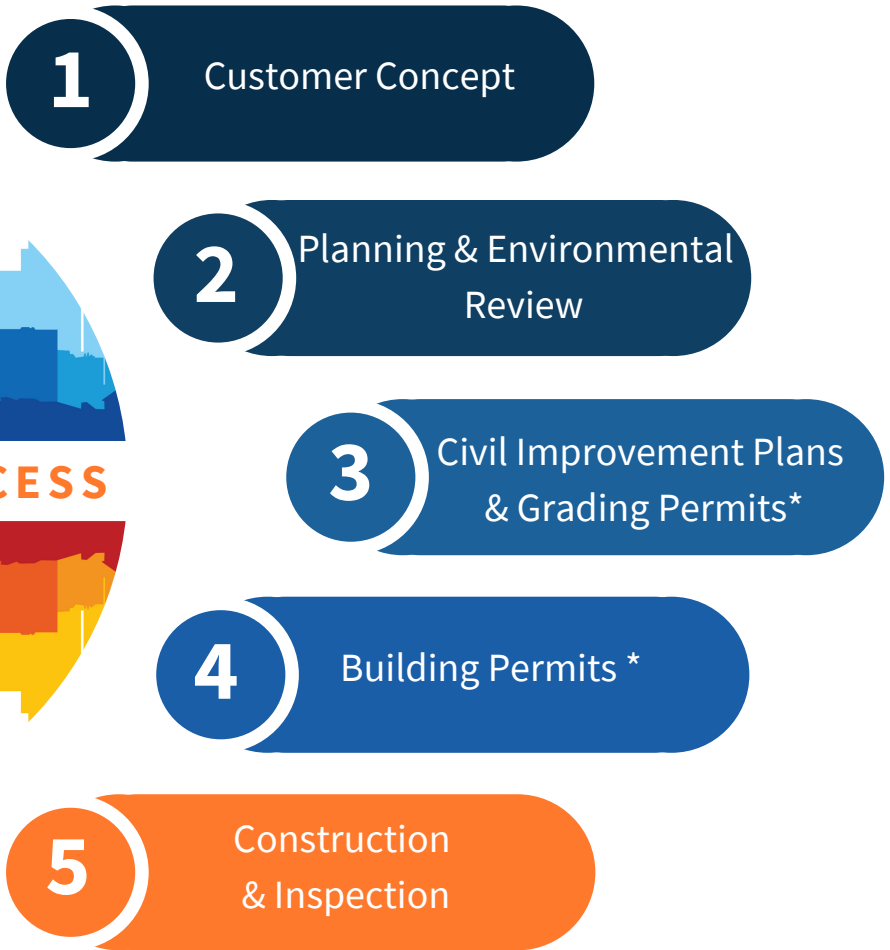 1
Customer Concept
2
Planning & Environmental
Review
3
Civil Improvement Plans
& Grading Permits*
CESS
4
Building Permits *
5
Construction
& Inspection